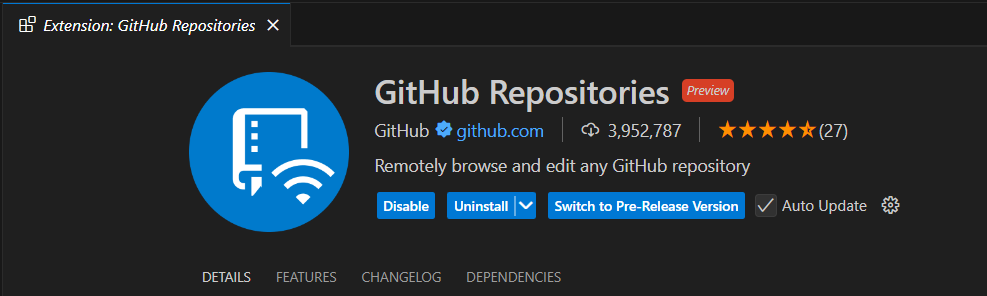 Extension: GitHub Repositories
GitHub Repositories Preview
GitHub github.com 3,952,787 (27)
Remotely browse and edit any GitHub repository
Disable Uninstall Switch to Pre-Release Version Auto Update
DETAILS FEATURES CHANGELOG DEPENDENCIES